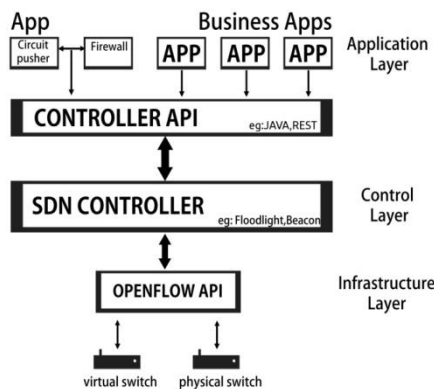 App
Business Apps
Circuit
pusher
Firewall
APP
APP
APP
Application
Layer
CONTROLLER API
eg:JAVA,REST
SDN CONTROLLER
eg: Floodlight,Beacon
Control
Layer
OPENFLOW API
Infrastructure
Layer
virtual switch
physical switch